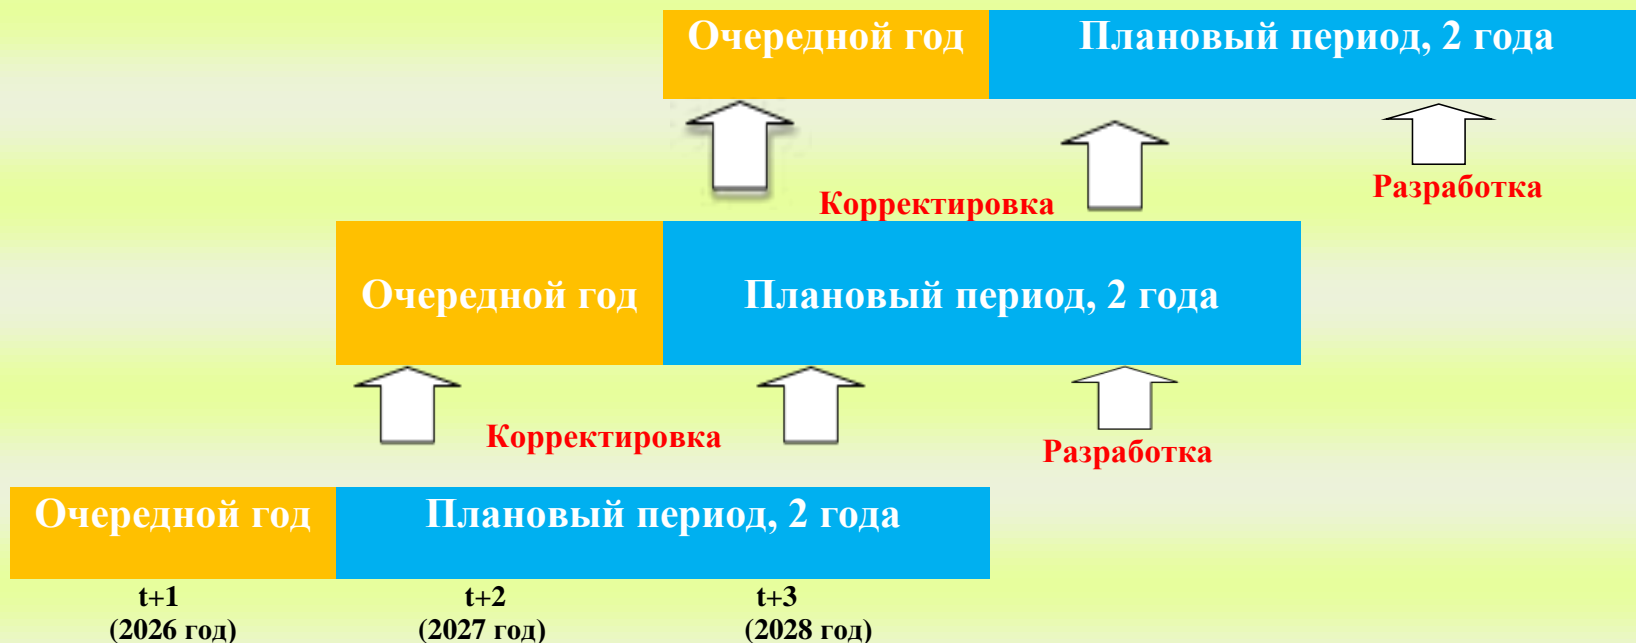 Очередной год
Плановый период, 2 года
Корректировка
Разработка
Очередной год
Плановый период, 2 года
Корректировка
Разработка
Очередной год
Плановый период, 2 года
t+1
(2026 год)
t+2
(2027 год)
t+3
(2028 год)